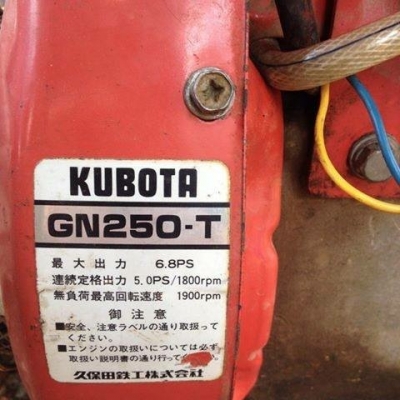 KUBOTA
GN250-T
最大出力 6.8PS
連続定格出力 5.0PS/1800rpm
無負荷最高回転速度 1900rpm
御注意
■安全、注意ラベルの通り取扱って
ください。
■エンジンの取扱いについては必ず
取扱い説明書の通り行って
久保田鉄工株式会社